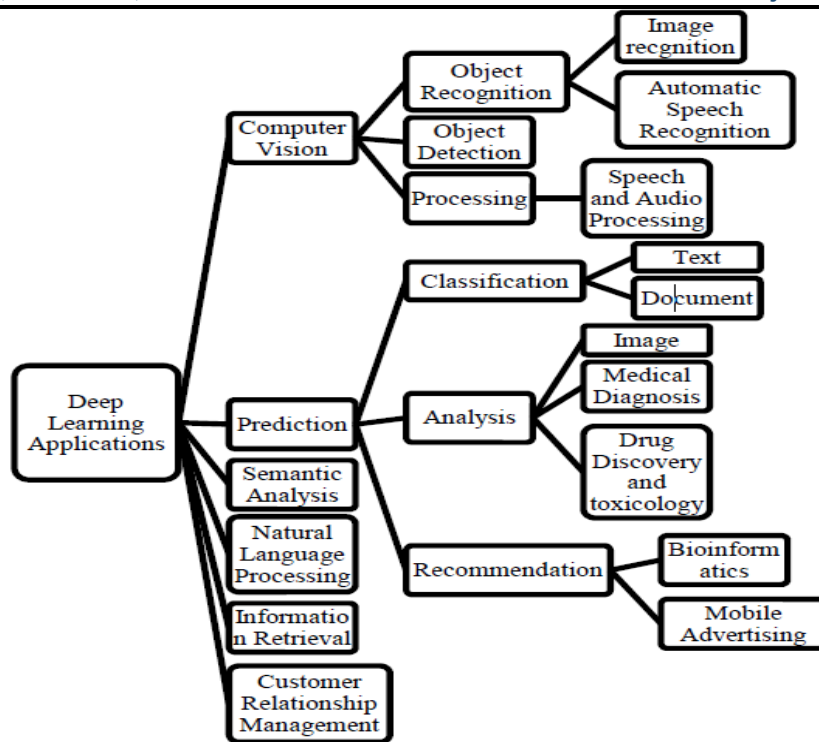 Image
recgnition
Object
Recognition
Automatic
Speech
Recognition
Computer
Vision
Object
Detection
Processing
Speech
and Audio
Processing
Classification
Text
Document
Image
Deep
Learning
Applications
Prediction
Analysis
Medical
Diagnosis
Drug
Discovery
and
toxicology
Semantic
Analysis
Natural
Language
Processing
Recommendation
Bioinform
atics
Mobile
Advertising
Informatio
n Retrieval
Customer
Relationship
Management